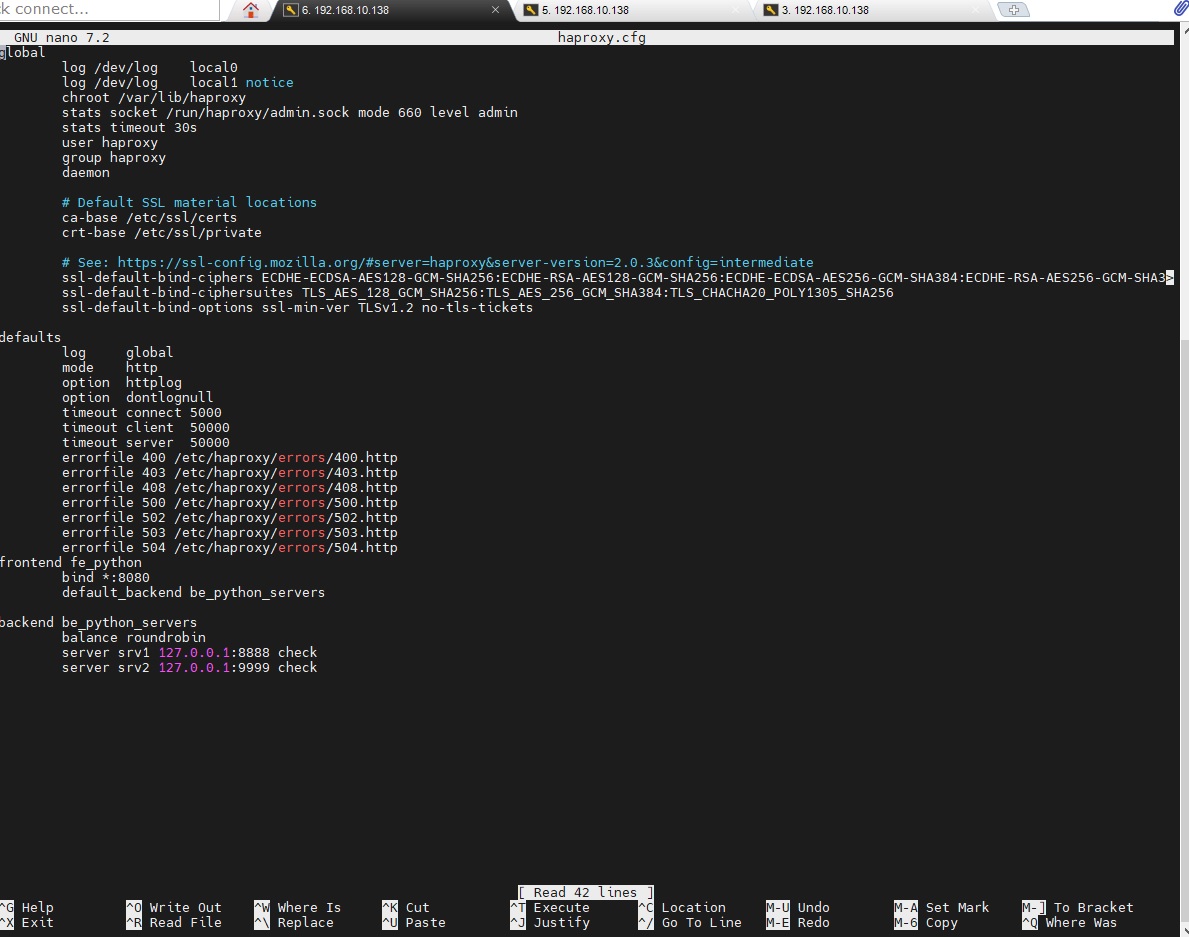 ck connect...
6. 192.168.10.138
5. 192.168.10.138
3. 192.168.10.138
GNU nano 7.2 haproxy.cfg
global
log /dev/log local0
log /dev/log local1 notice
chroot /var/lib/haproxy
stats socket /run/haproxy/admin.sock mode 660 level admin
stats timeout 30s
user haproxy
group haproxy
daemon
# Default SSL material locations
ca-base /etc/ssl/certs
crt-base /etc/ssl/private
# See: https://ssl-config.mozilla.org/#server=haproxy&server-version=2.0.3&config=intermediate
ssl-default-bind-ciphers ECDHE-ECDSA-AES128-GCM-SHA256:ECDHE-RSA-AES128-GCM-SHA256:ECDHE-ECDSA-AES256-GCM-SHA384:ECDHE-RSA-AES256-GCM-SHA3>
ssl-default-bind-ciphersuites TLS_AES_128_GCM_SHA256:TLS_AES_256_GCM_SHA384:TLS_CHACHA20_POLY1305_SHA256
ssl-default-bind-options ssl-min-ver TLSv1.2 no-tls-tickets
defaults
log global
mode http
option httplog
option dontlognull
timeout connect 5000
timeout client 50000
timeout server 50000
errorfile 400 /etc/haproxy/errors/400.http
errorfile 403 /etc/haproxy/errors/403.http
errorfile 408 /etc/haproxy/errors/408.http
errorfile 500 /etc/haproxy/errors/500.http
errorfile 502 /etc/haproxy/errors/502.http
errorfile 503 /etc/haproxy/errors/503.http
errorfile 504 /etc/haproxy/errors/504.http
frontend fe_python
bind *:8080
default_backend be_python_servers
backend be_python_servers
balance roundrobin
server srv1 127.0.0.1:8888 check
server srv2 127.0.0.1:9999 check
[ Read 42 lines ]
^G Help ^O Write Out ^W Where Is ^K Cut ^T Execute ^C Location M-U Undo M-A Set Mark M-] To Bracket
^X Exit ^R Read File ^\ Replace ^U Paste ^J Justify ^/ Go To Line M-E Redo M-6 Copy ^Q Where Was